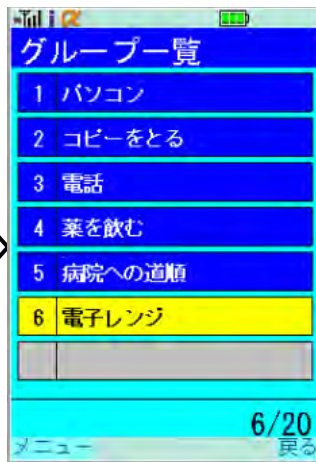 グループ一覧
1 パソコン
2 コピーをとる
3 電話
4 薬を飲む
5 病院への道順
6 電子レンジ
6/20
メニュー 戻る